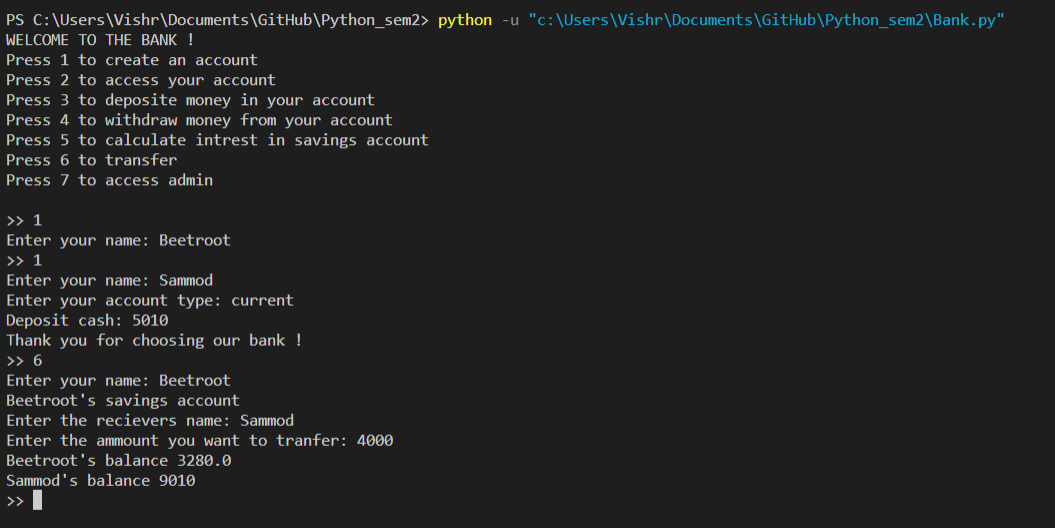 PS C:\Users\Vishr\Documents\GitHub\Python_sem2> python -u "c:\Users\Vishr\Documents\GitHub\Python_sem2\Bank.py"
WELCOME TO THE BANK !
Press 1 to create an account
Press 2 to access your account
Press 3 to deposite money in your account
Press 4 to withdraw money from your account
Press 5 to calculate intrest in savings account
Press 6 to transfer
Press 7 to access admin
>> 1
Enter your name: Beetroot
>> 1
Enter your name: Sammod
Enter your account type: current
Deposit cash: 5010
Thank you for choosing our bank !
>> 6
Enter your name: Beetroot
Beetroot's savings account
Enter the recievers name: Sammod
Enter the ammount you want to tranfer: 4000
Beetroot's balance 3280.0
Sammod's balance 9010
>>